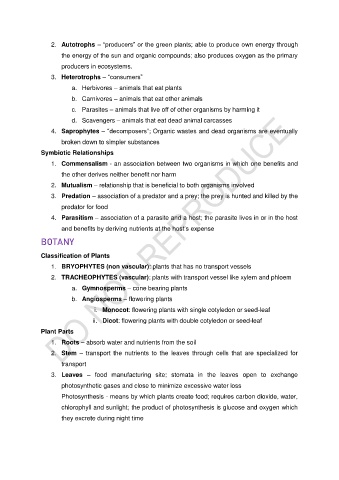 2. Autotrophs – "producers" or the green plants; able to produce own energy through
the energy of the sun and organic compounds; also produces oxygen as the primary
producers in ecosystems.
3. Heterotrophs – "consumers"
a. Herbivores – animals that eat plants
b. Carnivores – animals that eat other animals
c. Parasites – animals that live off of other organisms by harming it
d. Scavengers – animals that eat dead animal carcasses
4. Saprophytes – "decomposers"; Organic wastes and dead organisms are eventually
broken down to simpler substances
Symbiotic Relationships
1. Commensalism - an association between two organisms in which one benefits and
the other derives neither benefit nor harm
2. Mutualism – relationship that is beneficial to both organisms involved
3. Predation – association of a predator and a prey; the prey is hunted and killed by the
predator for food
4. Parasitism – association of a parasite and a host; the parasite lives in or in the host
and benefits by deriving nutrients at the host's expense
BOTANY
Classification of Plants
1. BRYOPHYTES (non vascular): plants that has no transport vessels
2. TRACHEOPHYTES (vascular): plants with transport vessel like xylem and phloem
a. Gymnosperms – cone bearing plants
b. Angiosperms – flowering plants
i. Monocot: flowering plants with single cotyledon or seed-leaf
ii. Dicot: flowering plants with double cotyledon or seed-leaf
Plant Parts
1. Roots – absorb water and nutrients from the soil
2. Stem – transport the nutrients to the leaves through cells that are specialized for
transport
3. Leaves – food manufacturing site; stomata in the leaves open to exchange
photosynthetic gases and close to minimize excessive water loss
Photosynthesis - means by which plants create food; requires carbon dioxide, water,
chlorophyll and sunlight; the product of photosynthesis is glucose and oxygen which
they excrete during night time
DO NOT REPRODUCE